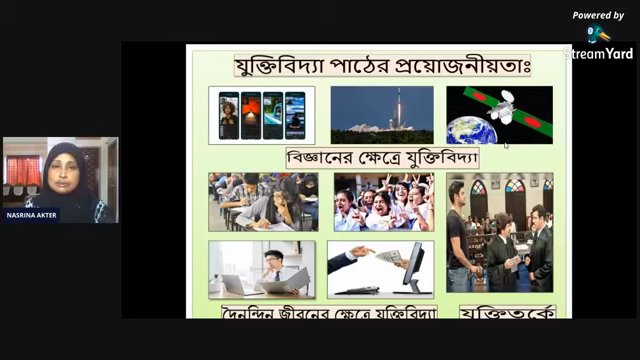 Powered by
StreamYard
যুক্তিবিদ্যা পাঠের প্রয়োজনীয়তাঃ
বিজ্ঞানের ক্ষেত্রে যুক্তিবিদ্যা
NASRINA AKTER
দৈনন্দিন জীবনের ক্ষেত্রে যুক্তিবিদ্যা
যুক্তিতর্কে